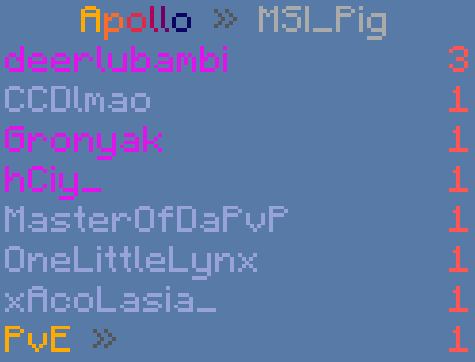 Apollo » MSI_Pig
deerlubambi 3
CCDlmao 1
Gronyak 1
hCiy_ 1
MasterOfDaPvP 1
OneLittleLynx 1
xAcoLasia_ 1
PvE » 1